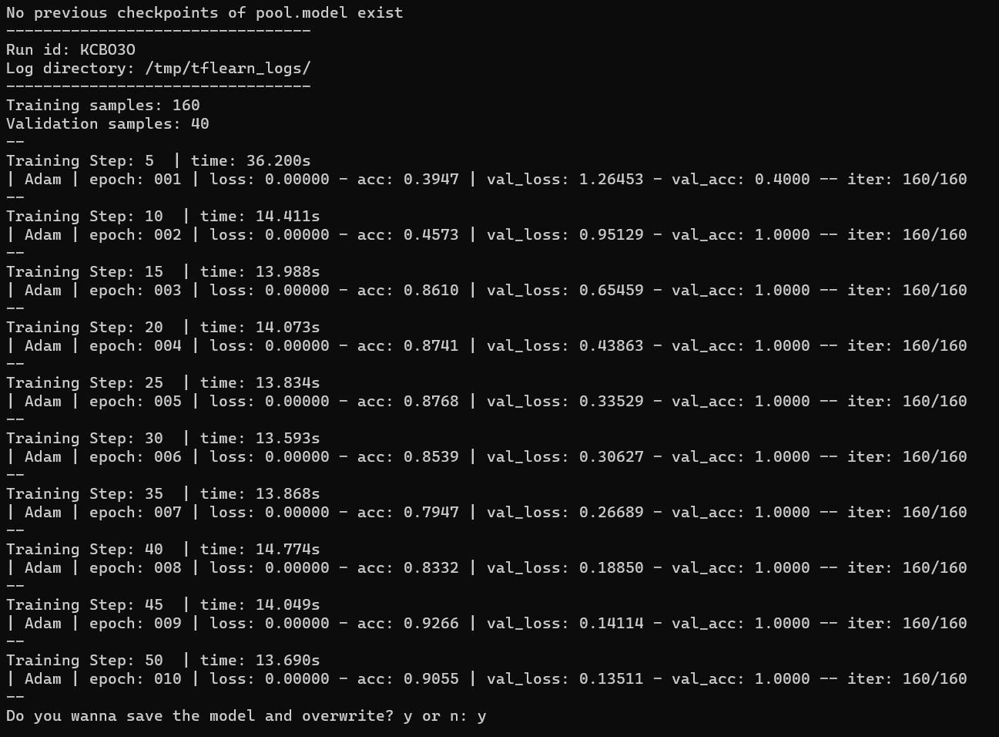 No previous checkpoints of pool.model exist
---------------------------------
Run id: KCBO3O
Log directory: /tmp/tflearn_logs/
---------------------------------
Training samples: 160
Validation samples: 40
--
Training Step: 5  | time: 36.200s
| Adam | epoch: 001 | loss: 0.00000 - acc: 0.3947 | val_loss: 1.26453 - val_acc: 0.4000 -- iter: 160/160
--
Training Step: 10  | time: 14.411s
| Adam | epoch: 002 | loss: 0.00000 - acc: 0.4573 | val_loss: 0.95129 - val_acc: 1.0000 -- iter: 160/160
--
Training Step: 15  | time: 13.988s
| Adam | epoch: 003 | loss: 0.00000 - acc: 0.8610 | val_loss: 0.65459 - val_acc: 1.0000 -- iter: 160/160
--
Training Step: 20  | time: 14.073s
| Adam | epoch: 004 | loss: 0.00000 - acc: 0.8741 | val_loss: 0.43863 - val_acc: 1.0000 -- iter: 160/160
--
Training Step: 25  | time: 13.834s
| Adam | epoch: 005 | loss: 0.00000 - acc: 0.8768 | val_loss: 0.33529 - val_acc: 1.0000 -- iter: 160/160
--
Training Step: 30  | time: 13.593s
| Adam | epoch: 006 | loss: 0.00000 - acc: 0.8539 | val_loss: 0.30627 - val_acc: 1.0000 -- iter: 160/160
--
Training Step: 35  | time: 13.868s
| Adam | epoch: 007 | loss: 0.00000 - acc: 0.7947 | val_loss: 0.26689 - val_acc: 1.0000 -- iter: 160/160
--
Training Step: 40  | time: 14.774s
| Adam | epoch: 008 | loss: 0.00000 - acc: 0.8332 | val_loss: 0.18850 - val_acc: 1.0000 -- iter: 160/160
--
Training Step: 45  | time: 14.049s
| Adam | epoch: 009 | loss: 0.00000 - acc: 0.9266 | val_loss: 0.14114 - val_acc: 1.0000 -- iter: 160/160
--
Training Step: 50  | time: 13.690s
| Adam | epoch: 010 | loss: 0.00000 - acc: 0.9055 | val_loss: 0.13511 - val_acc: 1.0000 -- iter: 160/160
--
Do you wanna save the model and overwrite? y or n: y